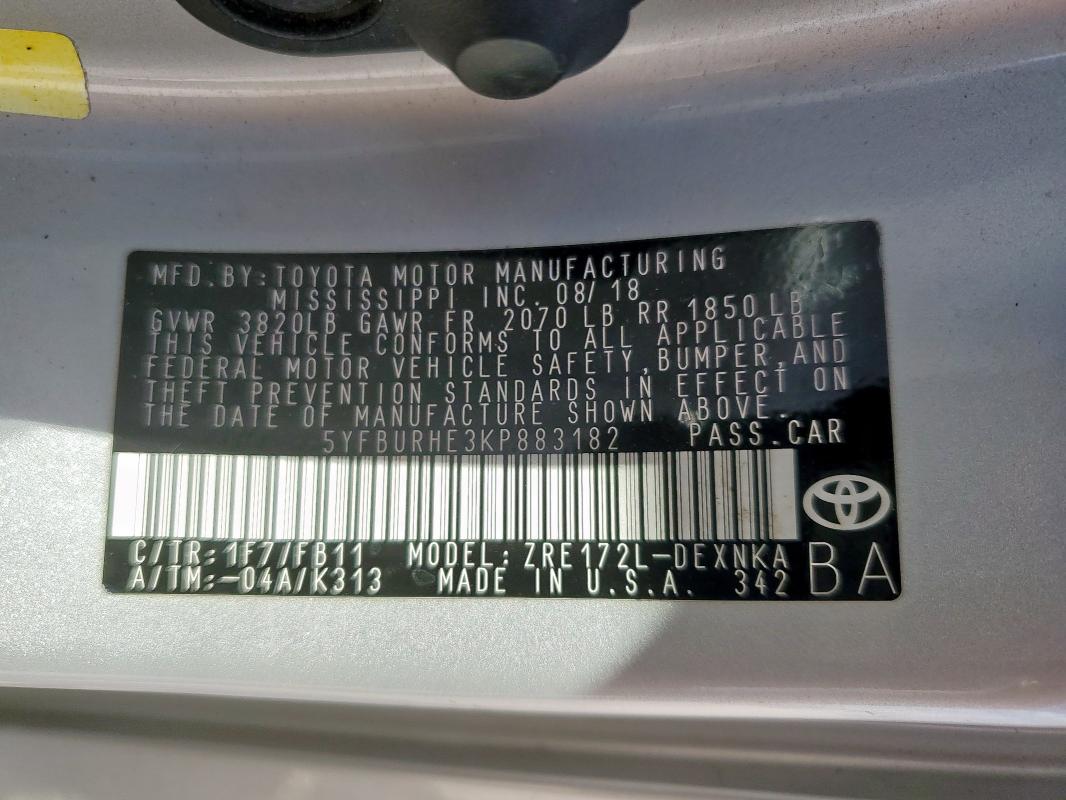 MFD.BY:TOYOTA MOTOR MANUFACTURING
MISSISSIPPI INC. 08/18
GVWR 3820LB GAWR FR 2070 LB RR 1850 LB
THIS VEHICLE CONFORMS TO ALL APPLICABLE
FEDERAL MOTOR VEHICLE SAFETY,BUMPER,AND
THEFT PREVENTION STANDARDS IN EFFECT ON
THE DATE OF MANUFACTURE SHOWN ABOVE.
5YFBURHE3KP883182 PASS.CAR
C/TR:1F7/FB11 MODEL:ZRE172L-DEXNKA
A/TM:-04A/K313 MADE IN U.S.A. 342
BA